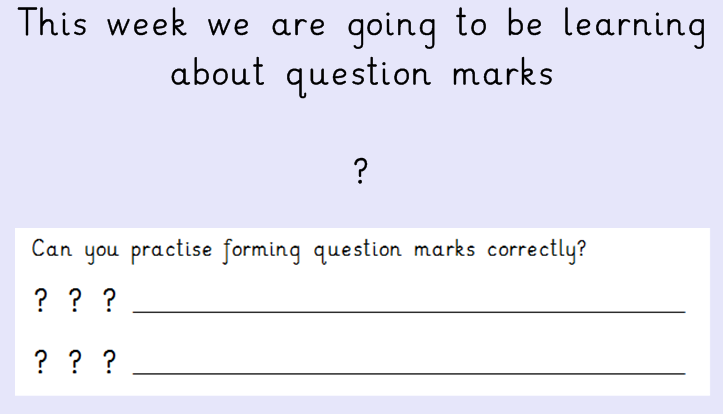 This week we are going to be learning
about question marks
?
Can you practise forming question marks correctly?
? ? ?
? ? ?